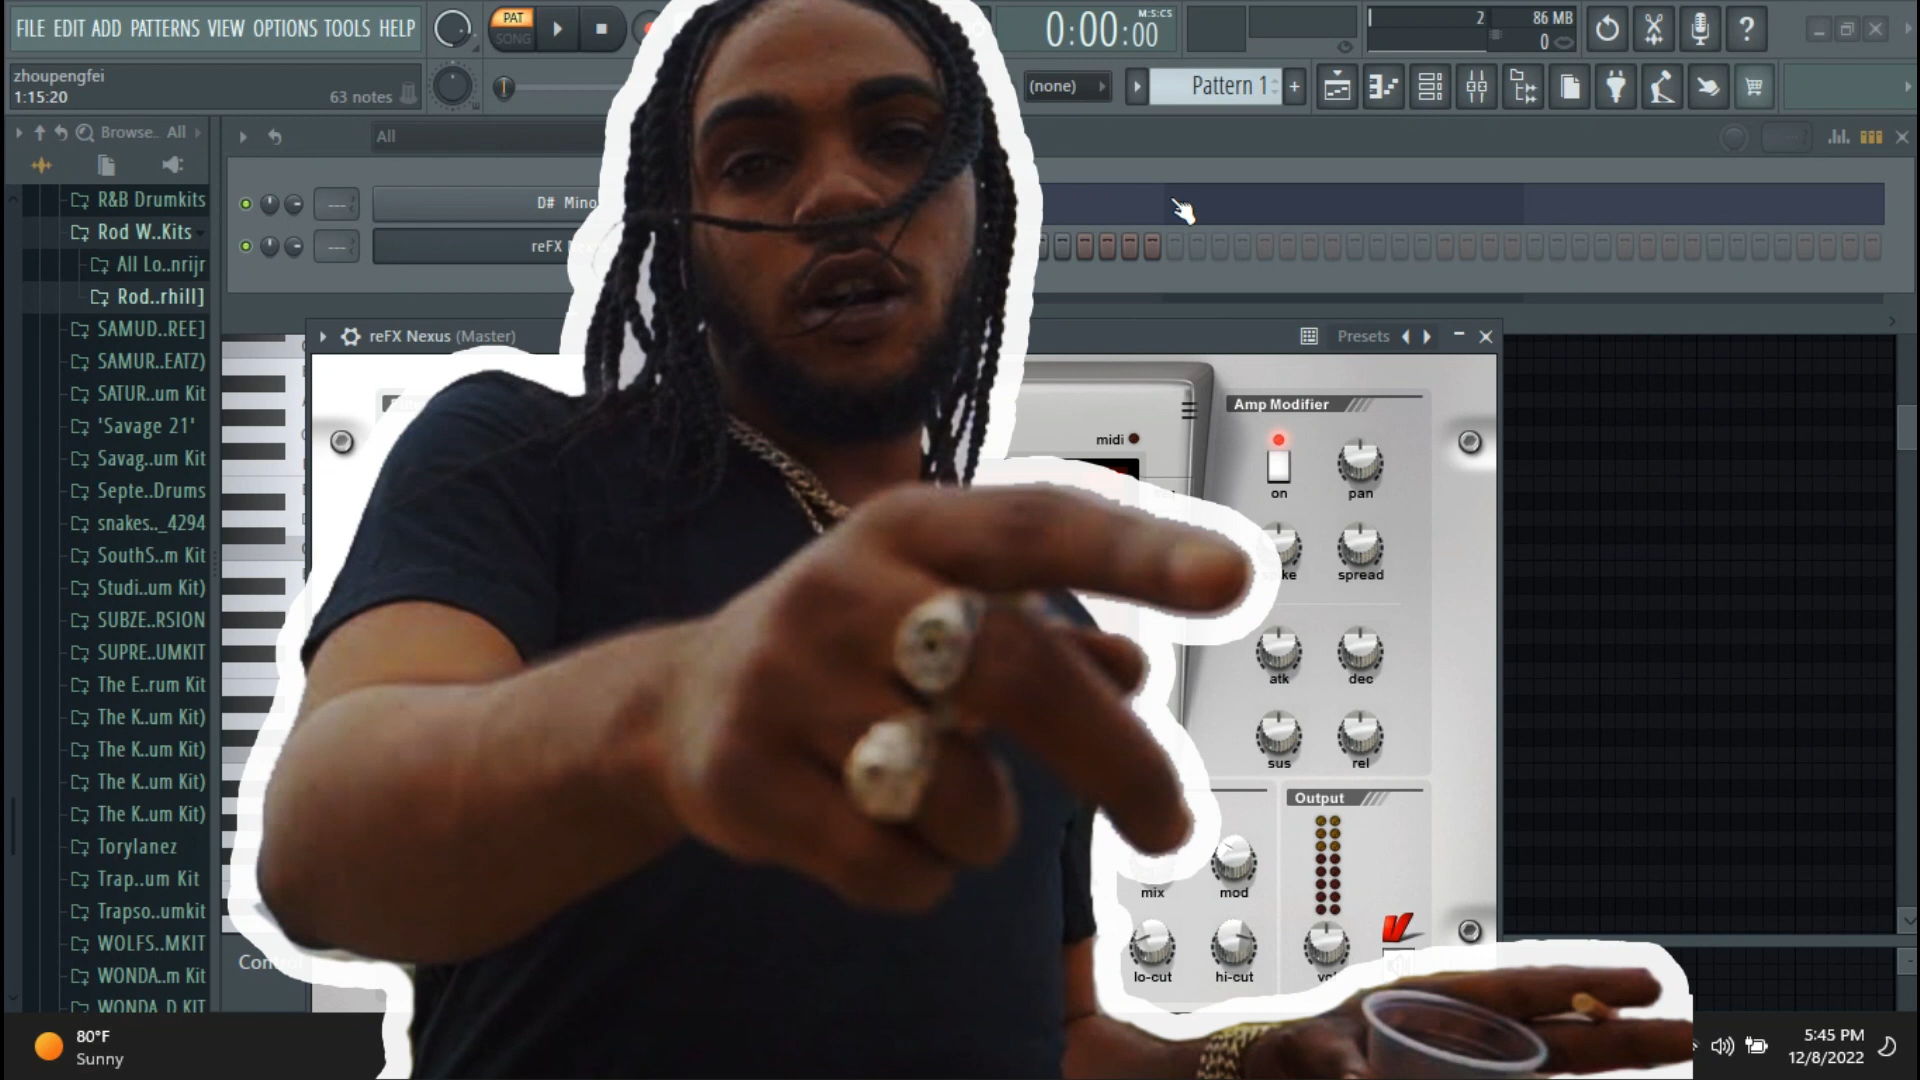 FILE EDIT ADD PATTERNS VIEW OPTIONS TOOLS HELP
PAT
SONG
0:00:00
M:S:CS
2
86 MB
0
zhoupengfei
1:15:20
63 notes
(none)
Pattern 1
Browse..
All
All
R&B Drumkits
Rod W..Kits
All Lo..nrijr
Rod..rhill]
SAMUD..REE]
SAMUR..EATZ)
SATUR..um Kit
'Savage 21'
Savag..um Kit
Septe..Drums
snakes.._4294
SouthS..m Kit
Studi..um Kit)
SUBZE..RSION
SUPRE..UMKIT
The E..rum Kit
The K..um Kit)
The K..um Kit)
The K..um Kit)
The K..um Kit)
Torylanez
Trap..um Kit
Trapso..umkit
WOLFS..MKIT
WONDA..m Kit
WONDA_D_KIT
D# Mino
reFX
reFX Nexus (Master)
Presets
midi
Amp Modifier
on
pan
ke
spread
atk
dec
sus
rel
Output
mix
mod
lo-cut
hi-cut
Cont
80°F
Sunny
5:45 PM
12/8/2022